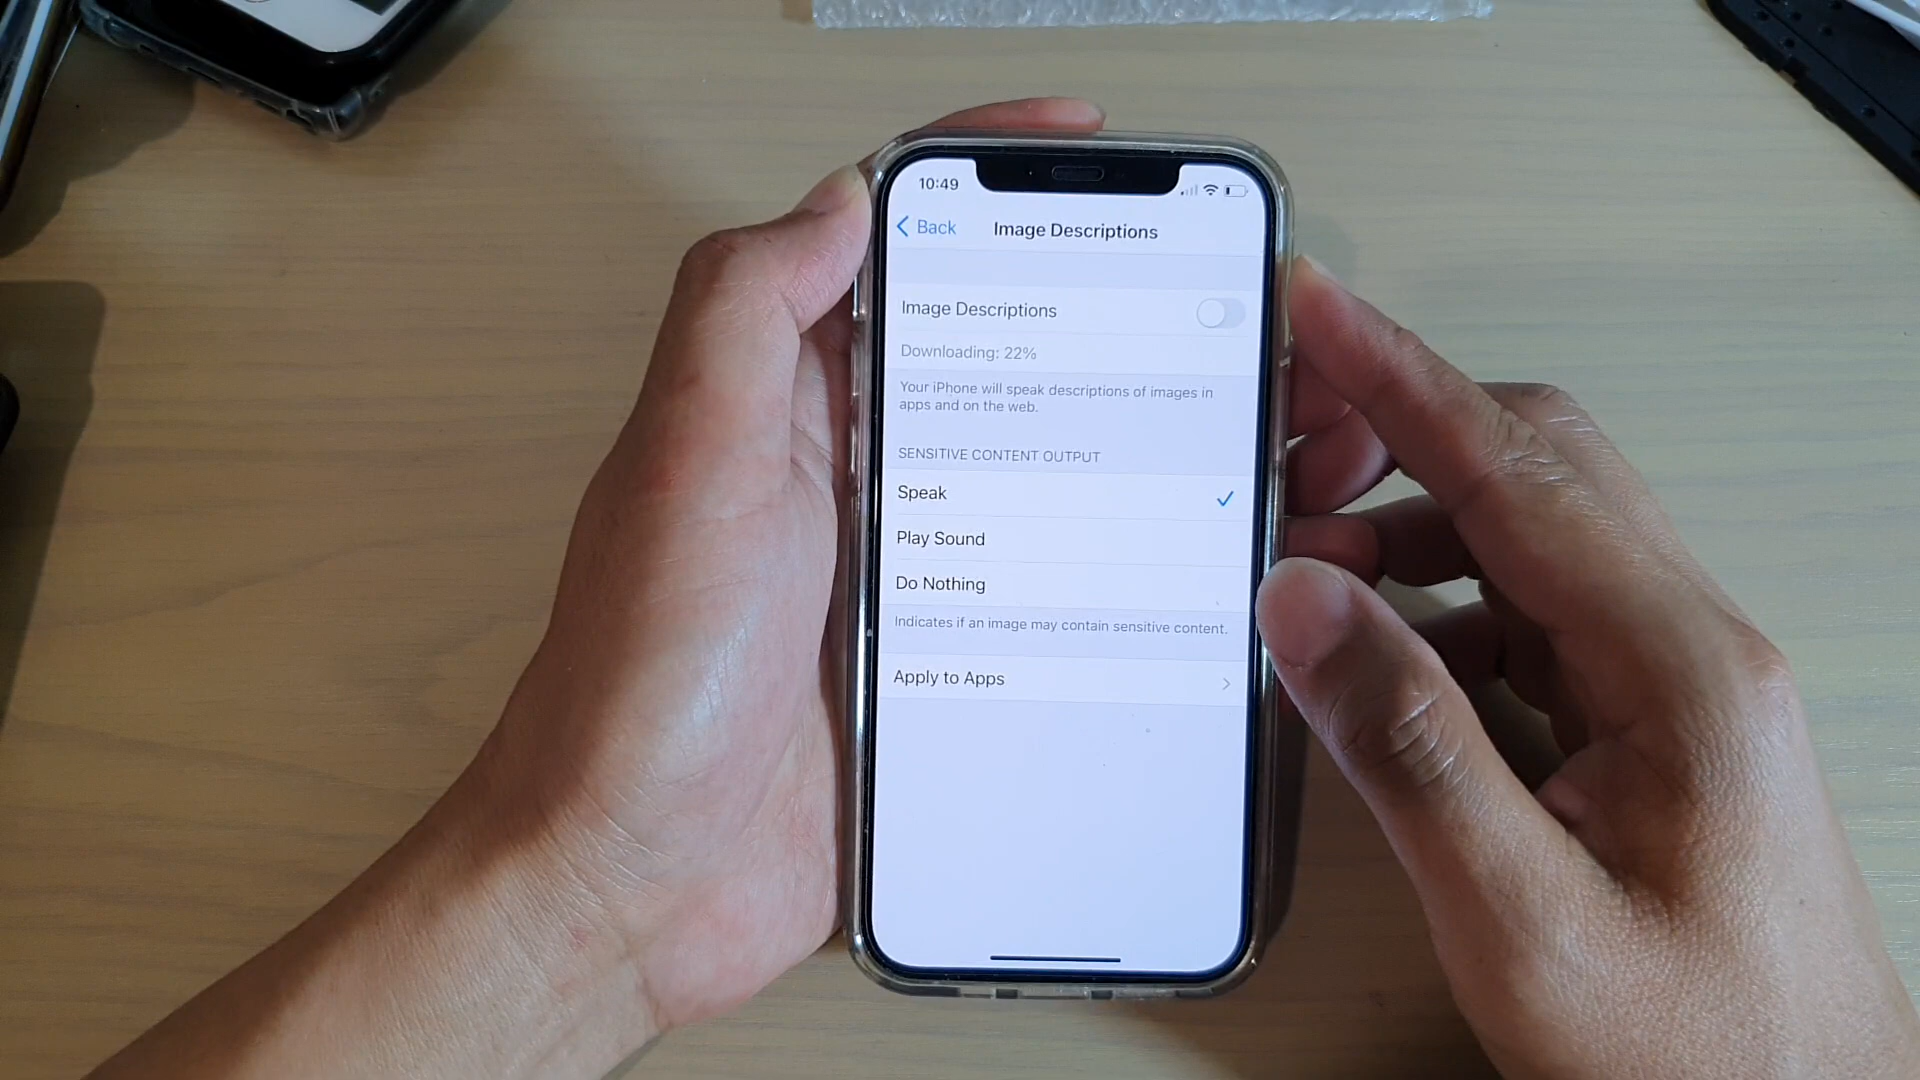 10:49
Back
Image Descriptions
Image Descriptions
Downloading: 22%
Your iPhone will speak descriptions of images in
apps and on the web.
SENSITIVE CONTENT OUTPUT
Speak
Play Sound
Do Nothing
Indicates if an image may contain sensitive content.
Apply to Apps